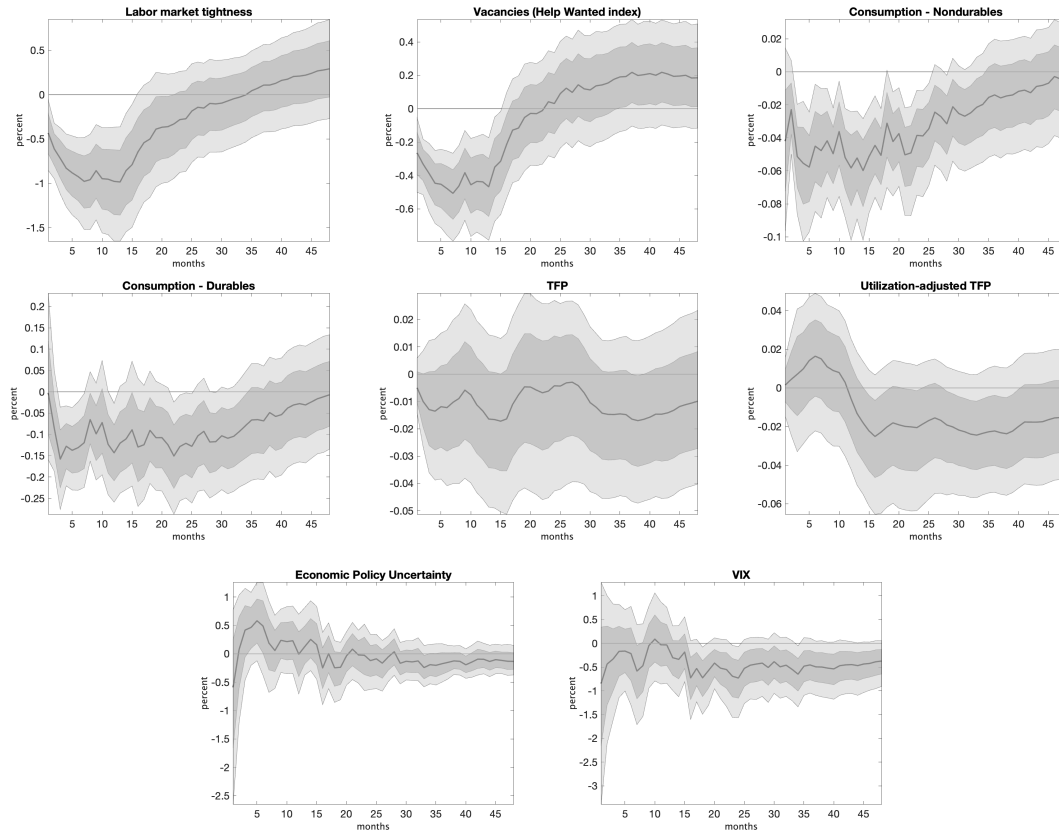 Labor market tightness
0.5
0
-0.5
-1
-1.5
percent
5 10 15 20 25 30 35 40 45
months
Vacancies (Help Wanted index)
0.4
0.2
0
-0.2
-0.4
-0.6
percent
5 10 15 20 25 30 35 40 45
months
Consumption - Nondurables
0.02
0
-0.02
-0.04
-0.06
-0.08
-0.1
percent
5 10 15 20 25 30 35 40 45
months
Consumption - Durables
0.2
0.15
0.1
0.05
0
-0.05
-0.1
-0.15
-0.2
-0.25
percent
5 10 15 20 25 30 35 40 45
months
TFP
0.02
0.01
0
-0.01
-0.02
-0.03
-0.04
-0.05
percent
5 10 15 20 25 30 35 40 45
months
Utilization-adjusted TFP
0.04
0.02
0
-0.02
-0.04
-0.06
percent
5 10 15 20 25 30 35 40 45
months
Economic Policy Uncertainty
1
0.5
0
-0.5
-1
-1.5
-2
-2.5
percent
5 10 15 20 25 30 35 40 45
months
VIX
1
0.5
0
-0.5
-1
-1.5
-2
-2.5
-3
percent
5 10 15 20 25 30 35 40 45
months